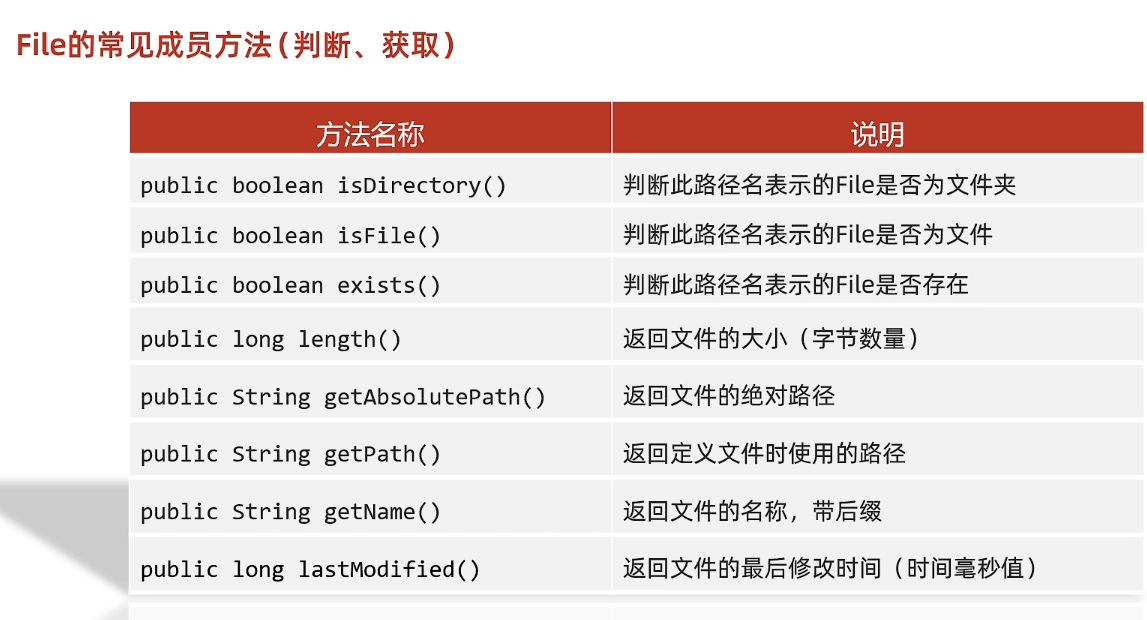 File的常见成员方法(判断、获取)
方法名称 说明
public boolean isDirectory() 判断此路径名表示的File是否为文件夹
public boolean isFile() 判断此路径名表示的File是否为文件
public boolean exists() 判断此路径名表示的File是否存在
public long length() 返回文件的大小（字节数量）
public String getAbsolutePath() 返回文件的绝对路径
public String getPath() 返回定义文件时使用的路径
public String getName() 返回文件的名称，带后缀
public long lastModified() 返回文件的最后修改时间（时间毫秒值）